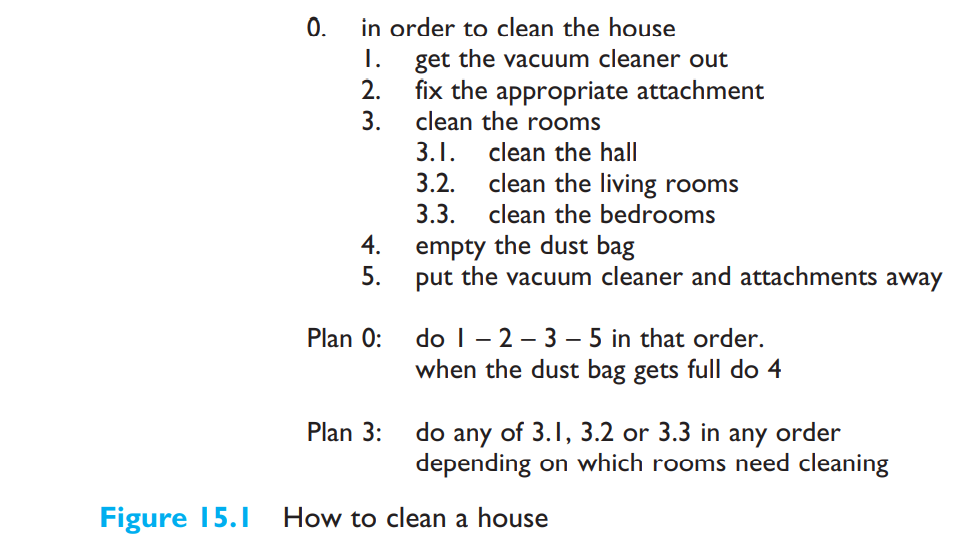 0. in order to clean the house
1. get the vacuum cleaner out
2. fix the appropriate attachment
3. clean the rooms
3.1. clean the hall
3.2. clean the living rooms
3.3. clean the bedrooms
4. empty the dust bag
5. put the vacuum cleaner and attachments away
Plan 0: do 1 – 2 – 3 – 5 in that order.
when the dust bag gets full do 4
Plan 3: do any of 3.1, 3.2 or 3.3 in any order
depending on which rooms need cleaning
Figure 15.1 How to clean a house